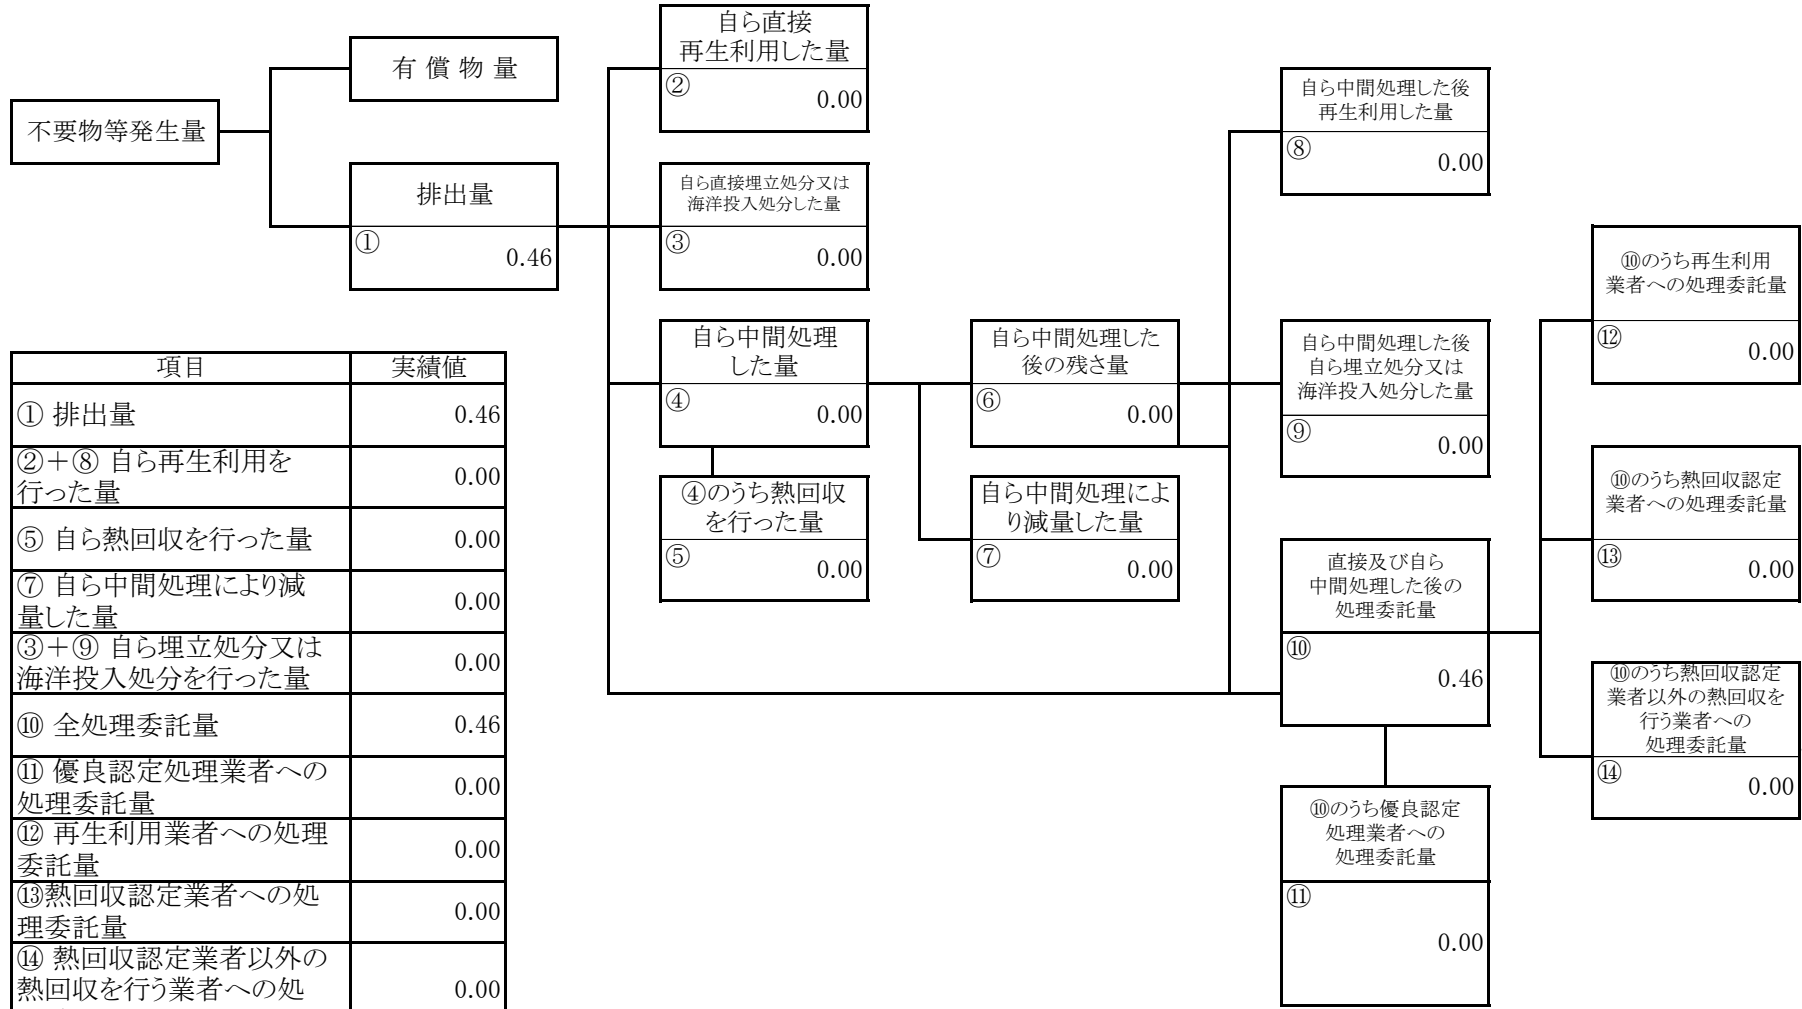 不要物等発生量
有 償 物 量
排出量
①
0.46
自ら直接
再生利用した量
②
0.00
自ら直接埋立処分又は
海洋投入処分した量
③
0.00
自ら中間処理
した量
④
0.00
④のうち熱回収
を行った量
⑤
0.00
自ら中間処理した
後の残さ量
⑥
0.00
自ら中間処理によ
り減量した量
⑦
0.00
自ら中間処理した後
再生利用した量
⑧
0.00
自ら中間処理した後
自ら埋立処分又は
海洋投入処分した量
⑨
0.00
直接及び自ら
中間処理した後の
処理委託量
⑩
0.46
⑩のうち優良認定
処理業者への
処理委託量
⑪
0.00
⑩のうち再生利用
業者への処理委託量
⑫
0.00
⑩のうち熱回収認定
業者への処理委託量
⑬
0.00
⑩のうち熱回収認定
業者以外の熱回収を
行う業者への
処理委託量
⑭
0.00
項目 実績値
① 排出量 0.46
②＋⑧ 自ら再生利用を
行った量 0.00
⑤ 自ら熱回収を行った量 0.00
⑦ 自ら中間処理により減
量した量 0.00
③＋⑨ 自ら埋立処分又は
海洋投入処分を行った量 0.00
⑩ 全処理委託量 0.46
⑪ 優良認定処理業者への
処理委託量 0.00
⑫ 再生利用業者への処理
委託量 0.00
⑬熱回収認定業者への処
理委託量 0.00
⑭ 熱回収認定業者以外の
熱回収を行う業者への処 0.00